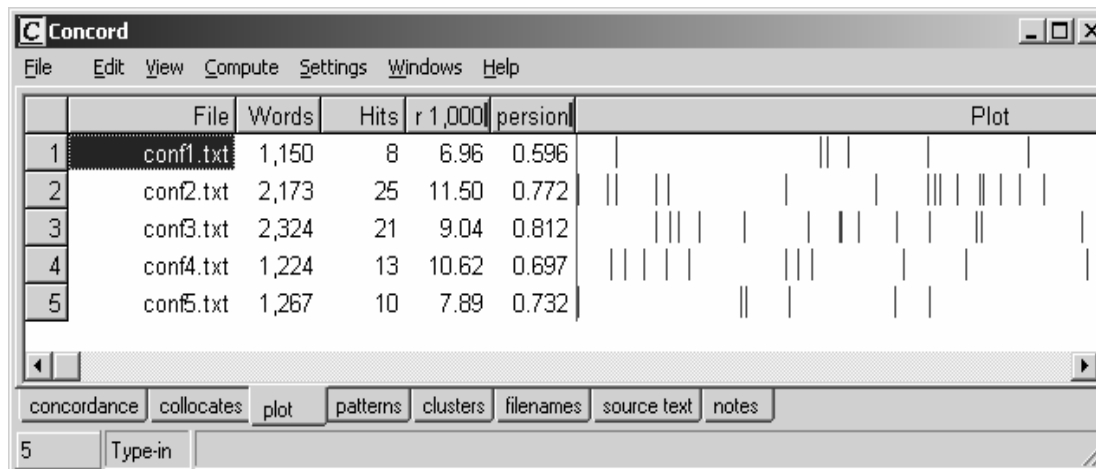 Concord
File Edit View Compute Settings Windows Help
File Words Hits r 1,000 persion Plot
1 conf1.txt 1,150 8 6.96 0.596
2 conf2.txt 2,173 25 11.50 0.772
3 conf3.txt 2,324 21 9.04 0.812
4 conf4.txt 1,224 13 10.62 0.697
5 conf5.txt 1,267 10 7.89 0.732
concordance collocates plot patterns clusters filenames source text notes
5 Type-in